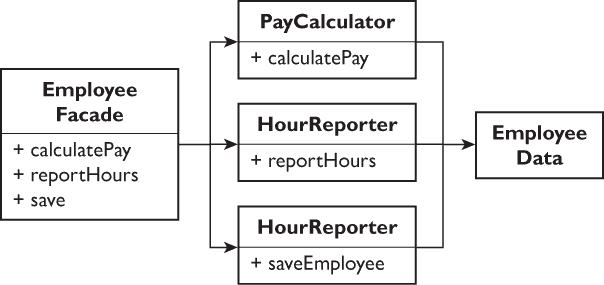 Employee
Facade
+ calculatePay
+ reportHours
+ save
PayCalculator
+ calculatePay
HourReporter
+ reportHours
HourReporter
+ saveEmployee
Employee
Data